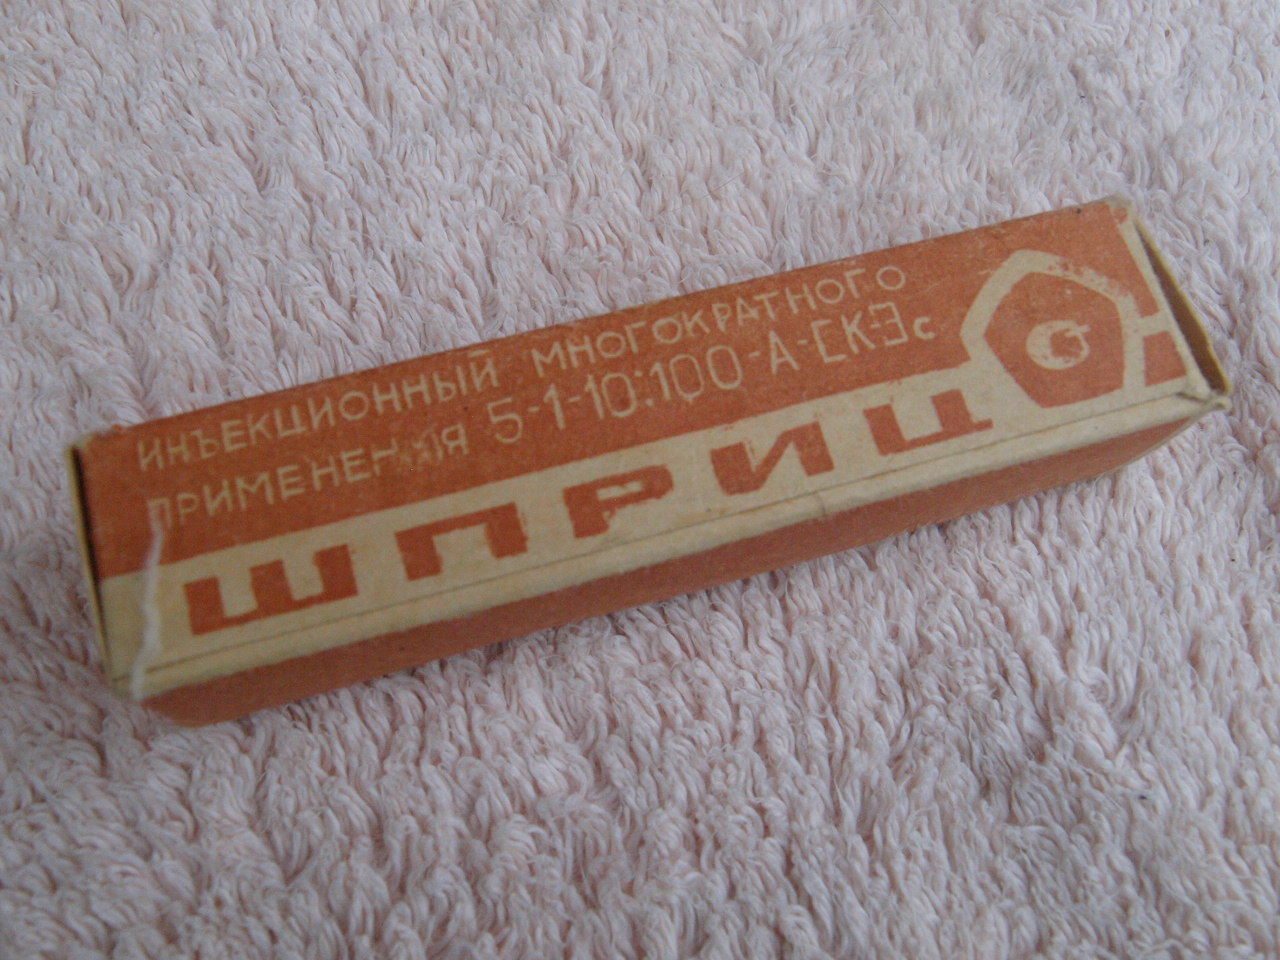 ИНЪЕКЦИОННЫЙ МНОГОКРАТНОГО
ПРИМЕНЕНИЯ 5-1-10:100-А-СК-Эс
ШПРИЦ